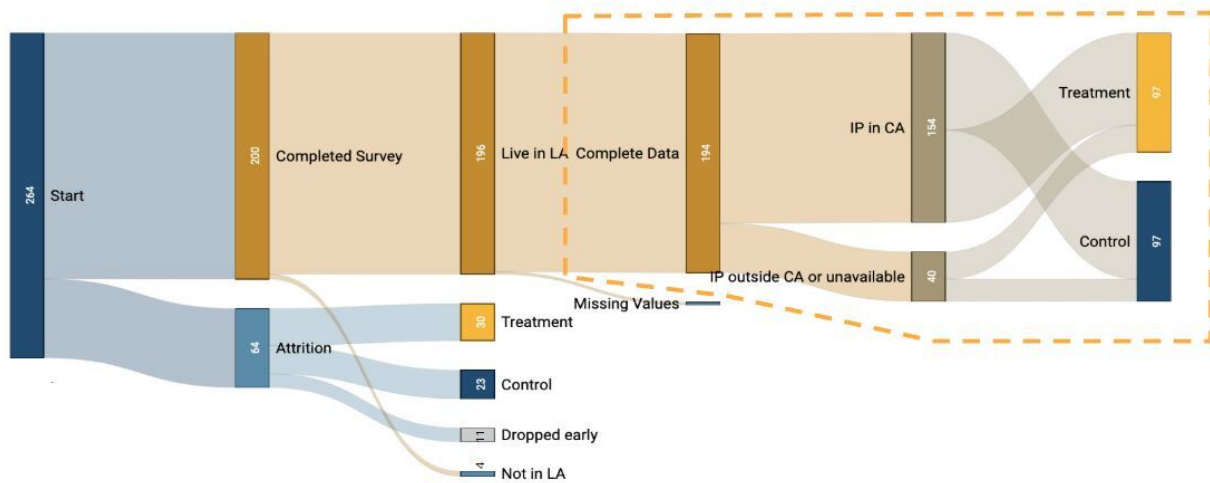 264
Start
200
Completed Survey
64
Attrition
196
Live in LA
30
Treatment
23
Control
11
Dropped early
4
Not in LA
194
Complete Data
Missing Values
154
IP in CA
40
IP outside CA or unavailable
97
Treatment
97
Control